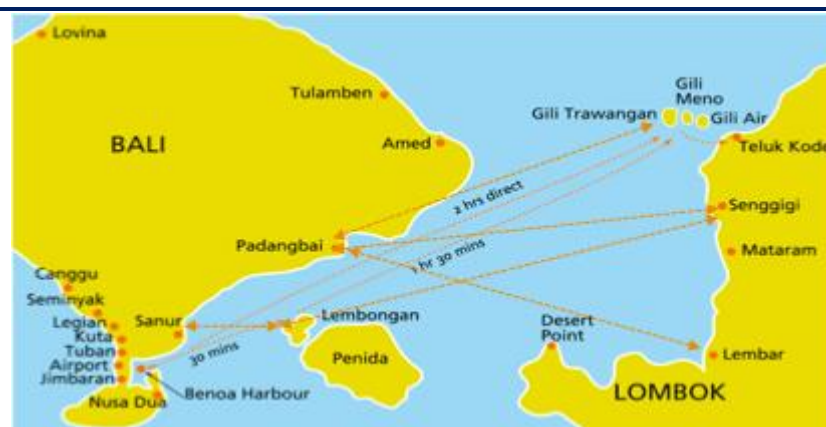 Lovina
Tulamben
BALI
Amed
Gili
Meno
Gili Trawangan
Gili Air
Teluk Kode
2 hrs direct
Senggigi
Padangbai
1 hr 30 mins
Mataram
Canggu
Seminyak
Legian
Sanur
Lembongan
Kuta
Desert
Point
Tuban
30 mins
Penida
Lembar
Airport
Jimbaran
Benoa Harbour
Nusa Dua
LOMBOK